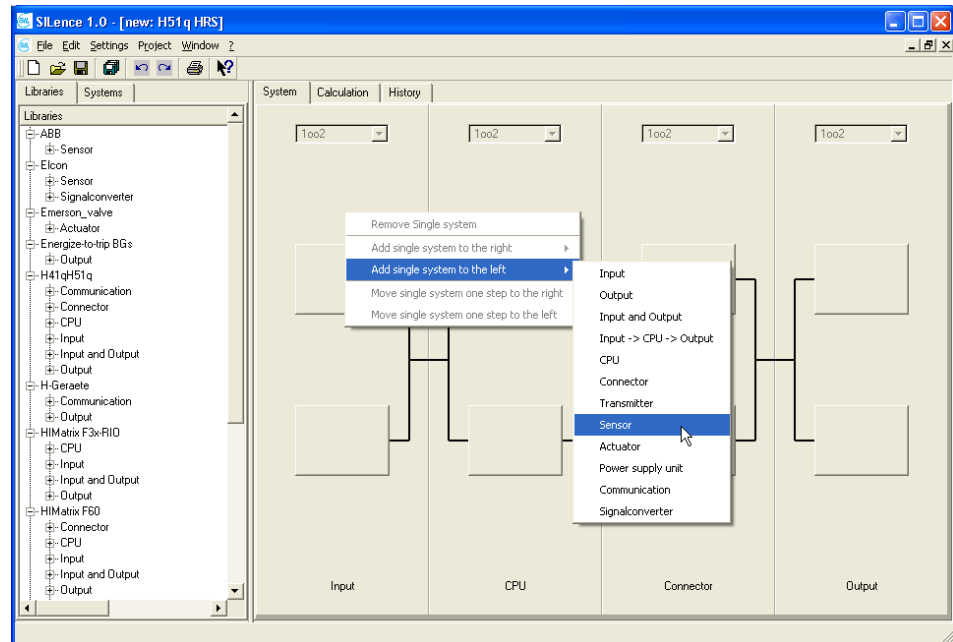 SILence 1.0 - [new: H51q HRS]
File Edit Settings Project Window ?
Libraries Systems
System Calculation History
Libraries
ABB
Sensor
Elcon
Sensor
Signalconverter
Emerson_valve
Actuator
Energize-to-trip BGs
Output
H41qH51q
Communication
Connector
CPU
Input
Input and Output
Output
H-Geraete
Communication
Output
HIMatrix F3x-RIO
CPU
Input
Input and Output
Output
HIMatrix F60
Connector
CPU
Input
Input and Output
Output
1oo2 1oo2 1oo2 1oo2
Remove Single system
Add single system to the right
Add single system to the left
Move single system one step to the right
Move single system one step to the left
Input
Output
Input and Output
Input -> CPU -> Output
CPU
Connector
Transmitter
Sensor
Actuator
Power supply unit
Communication
Signalconverter
Input CPU Connector Output